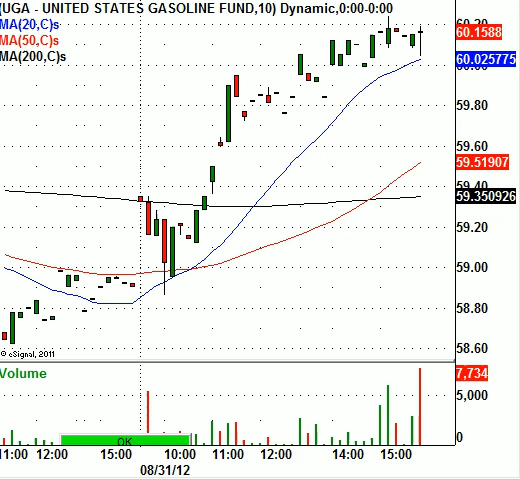 (UGA - UNITED STATES GASOLINE FUND,10) Dynamic,0:00-0:00
MA(20,C)s
MA(50,C)s
MA(200,C)s
60.20
60.1588
60.00
60.025775
59.80
59.60
59.51907
59.40
59.350926
59.20
59.00
58.80
58.60
© eSignal, 2011
Volume
7,734
5,000
0
OK
11:00 12:00 15:00 10:00 11:00 12:00 14:00 15:00
08/31/12